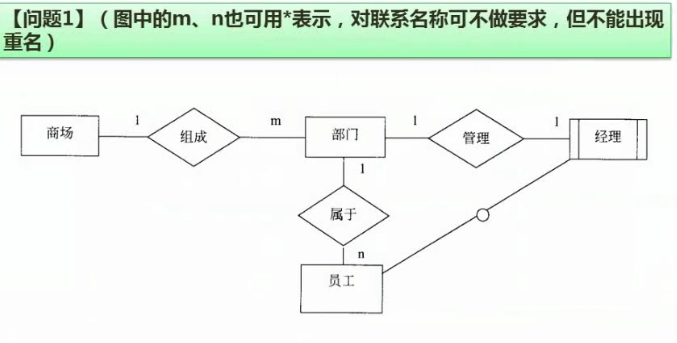 【问题1】（图中的m、n也可用*表示，对联系名称可不做要求，但不能出现
重名）
商场 1 组成 m 部门 1 管理 1 经理
1
属于
n
员工